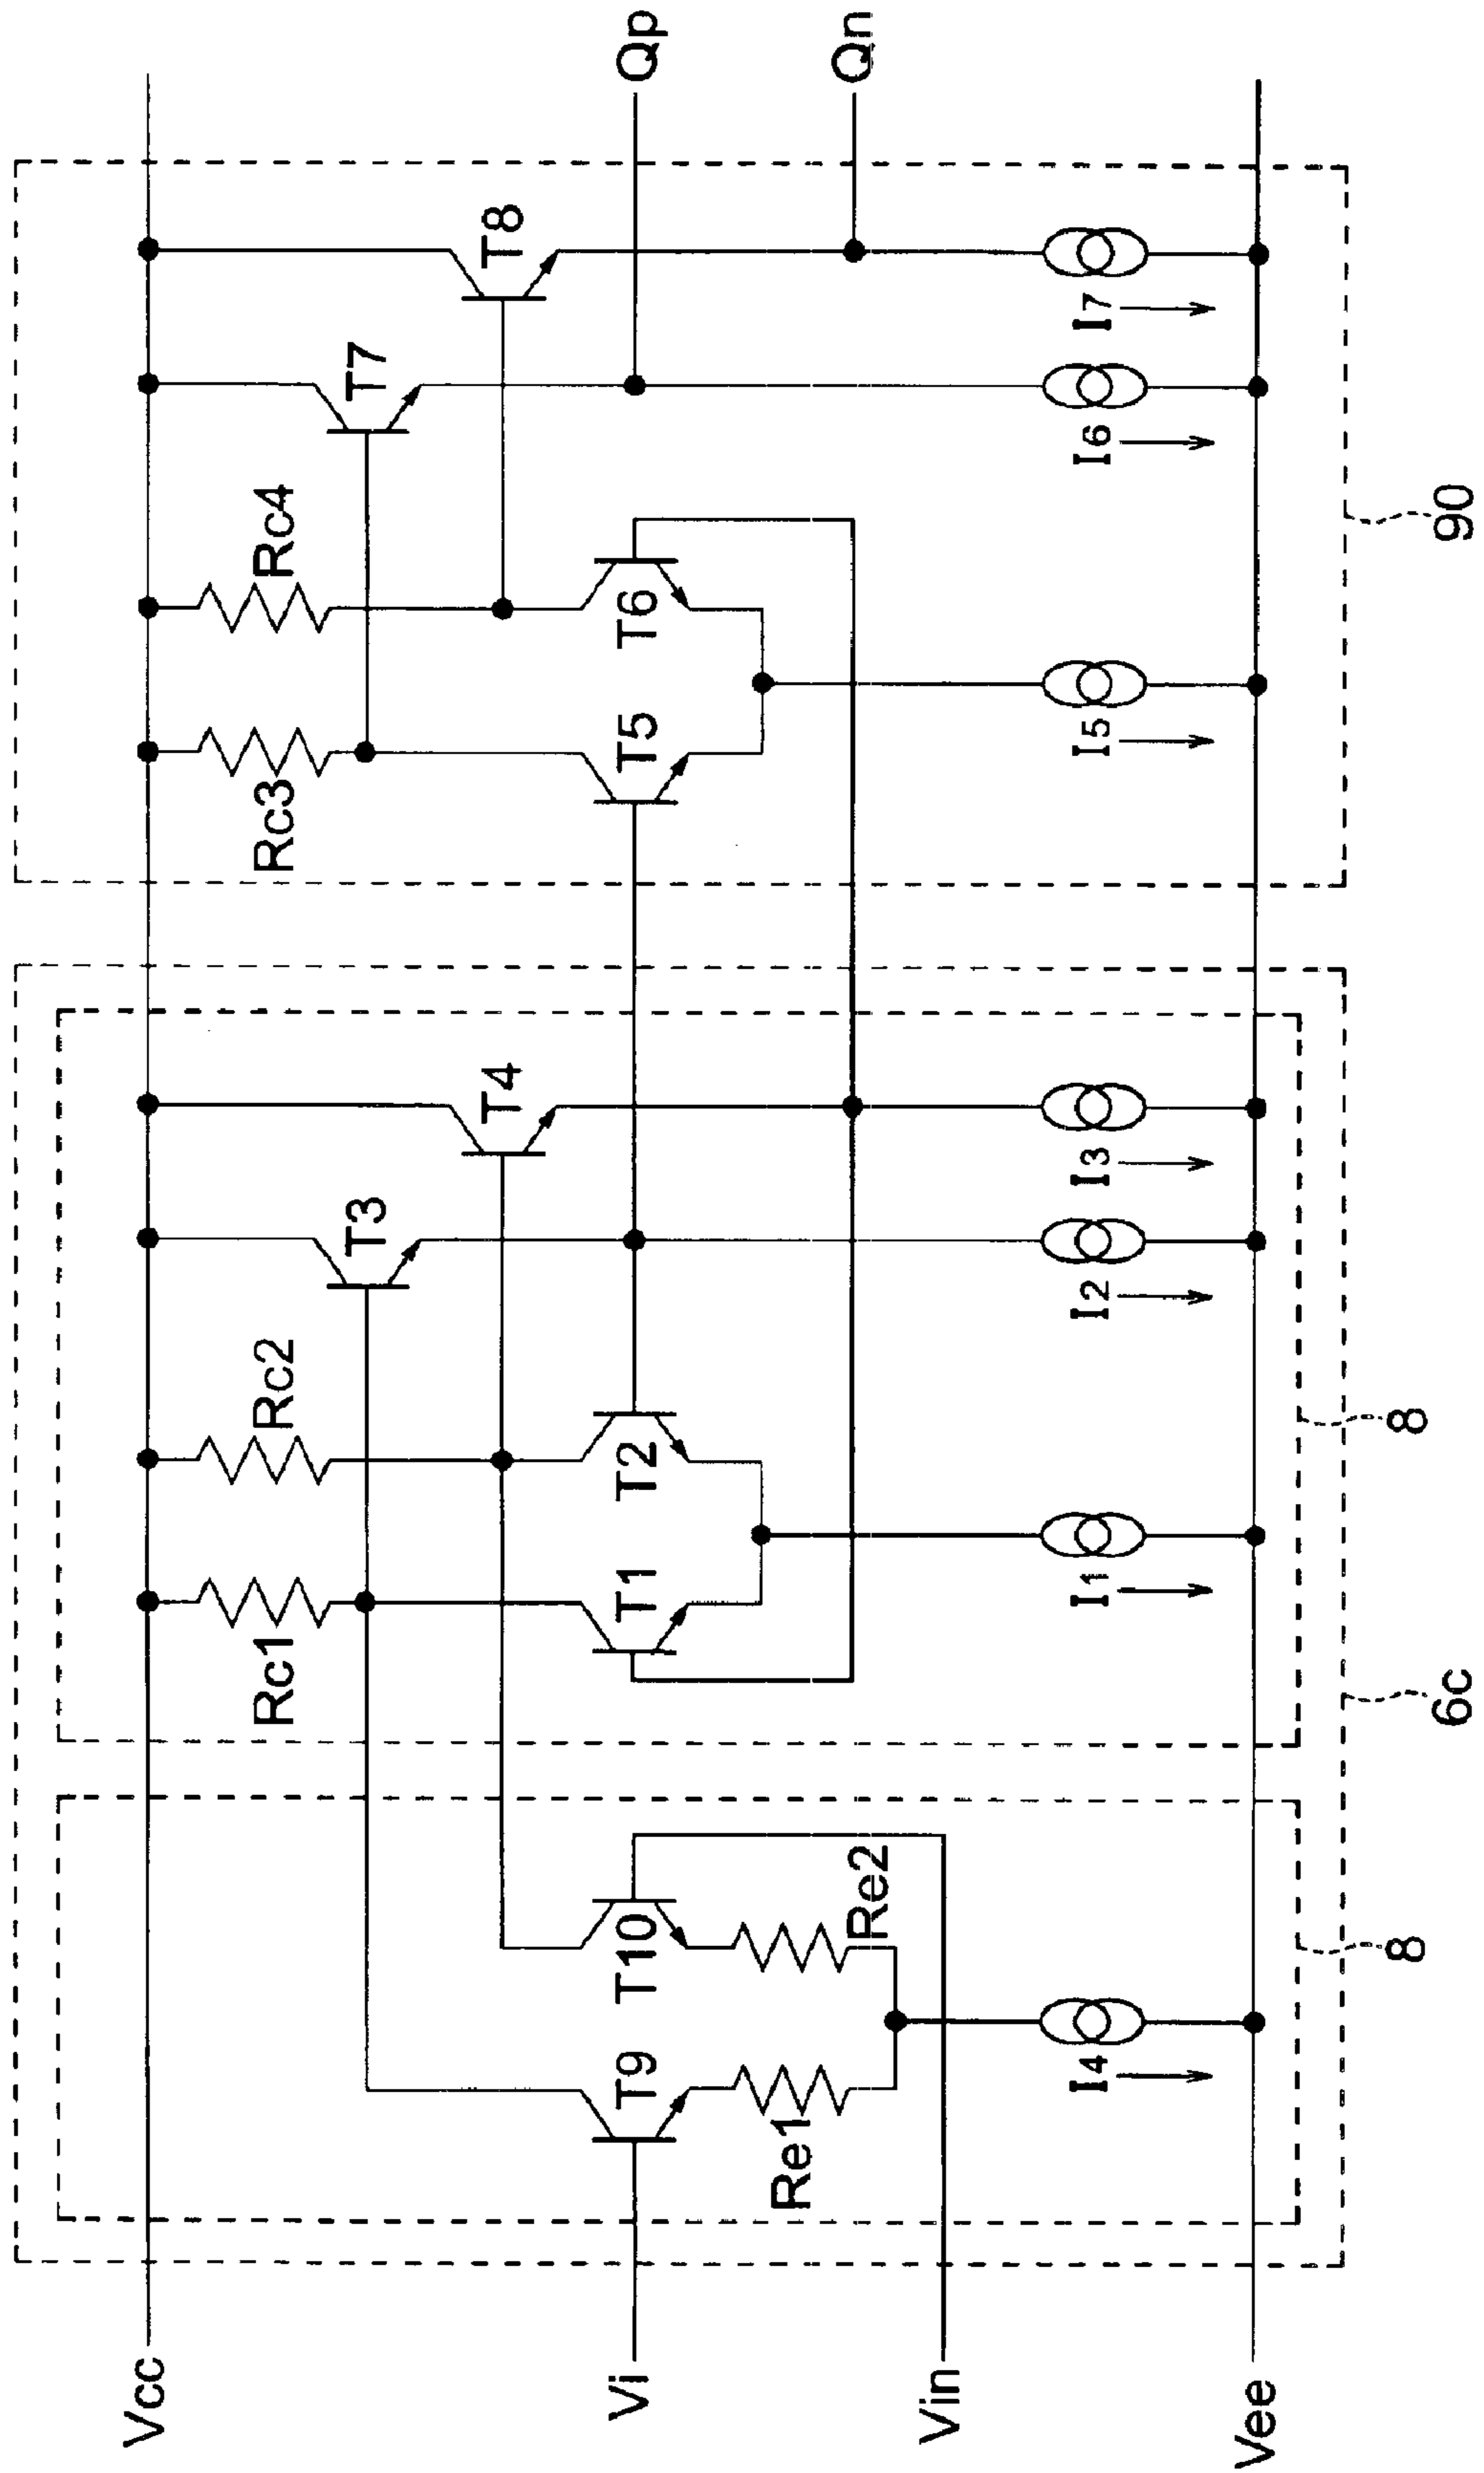 Vcc
Vi
Vin
Vee
T9
T10
Re1
Re2
I4
8
Rc1
Rc2
T1
T2
T3
T4
I1
I2
I3
8
6c
Rc3
Rc4
T5
T6
T7
T8
I5
I6
I7
90
Qp
Qn